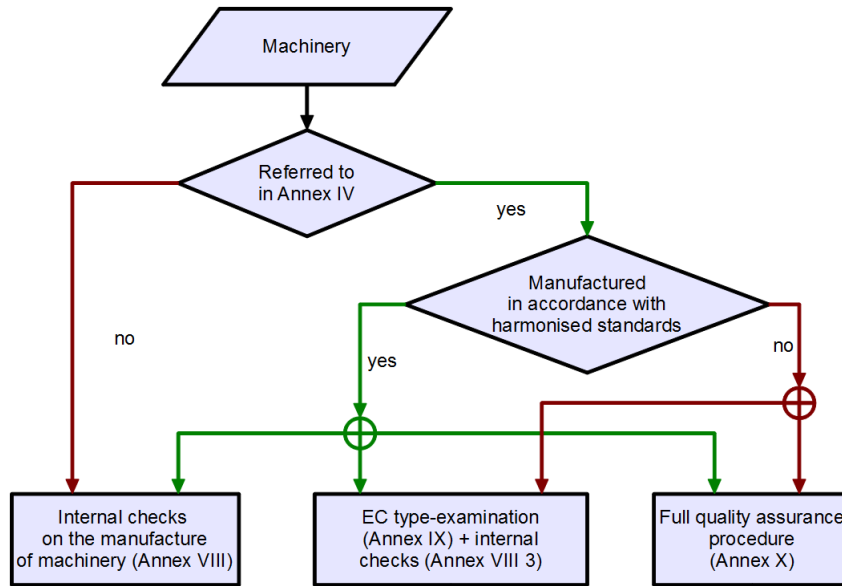 Machinery
Referred to
in Annex IV
yes
Manufactured
in accordance with
harmonised standards
no
yes
no
Internal checks
on the manufacture
of machinery (Annex VIII)
EC type-examination
(Annex IX) + internal
checks (Annex VIII 3)
Full quality assurance
procedure
(Annex X)